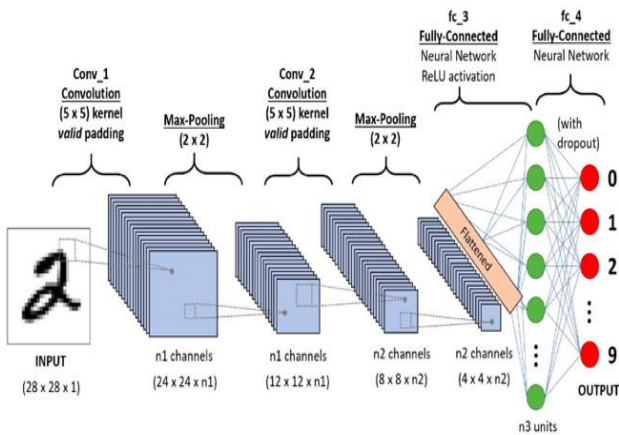 fc_3
Fully-Connected
Neural Network
ReLU activation
fc_4
Fully-Connected
Neural Network
Conv_1
Convolution
(5 x 5) kernel
valid padding
Max-Pooling
(2 x 2)
Conv_2
Convolution
(5 x 5) kernel
valid padding
Max-Pooling
(2 x 2)
(with
dropout)
2
Flattened
0
1
2
9
INPUT
(28 x 28 x 1)
n1 channels
(24 x 24 x n1)
n1 channels
(12 x 12 x n1)
n2 channels
(8 x 8 x n2)
n2 channels
(4 x 4 x n2)
n3 units
OUTPUT